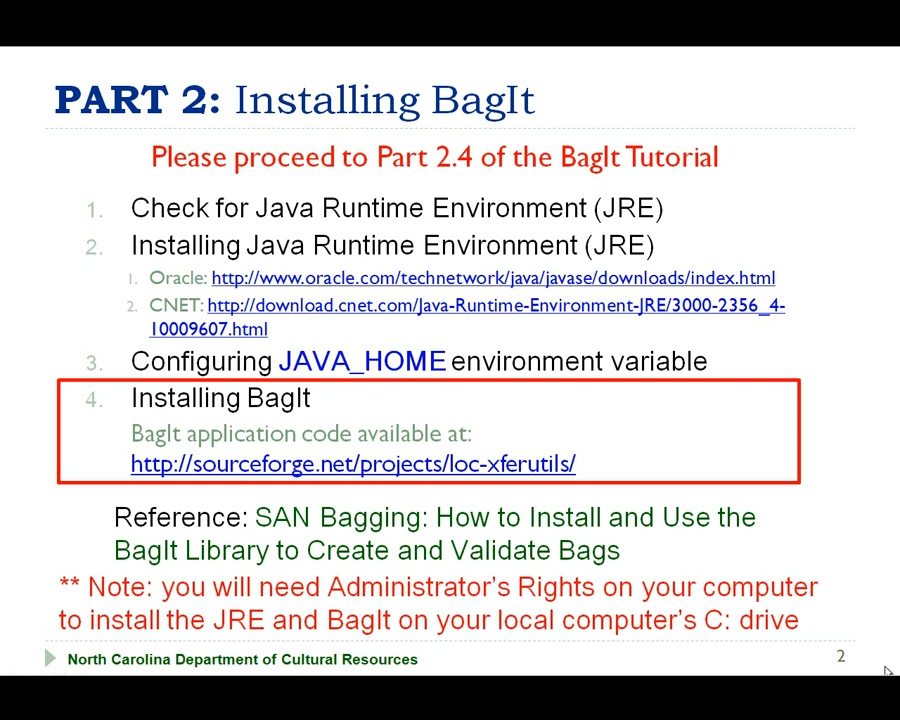 PART 2: Installing BagIt
Please proceed to Part 2.4 of the BagIt Tutorial
1. Check for Java Runtime Environment (JRE)
2. Installing Java Runtime Environment (JRE)
1. Oracle: http://www.oracle.com/technetwork/java/javase/downloads/index.html
2. CNET: http://download.cnet.com/Java-Runtime-Environment-JRE/3000-2356_4-
10009607.html
3. Configuring JAVA_HOME environment variable
4. Installing BagIt
BagIt application code available at:
http://sourceforge.net/projects/loc-xferutils/
Reference: SAN Bagging: How to Install and Use the
BagIt Library to Create and Validate Bags
** Note: you will need Administrator's Rights on your computer
to install the JRE and BagIt on your local computer's C: drive
North Carolina Department of Cultural Resources
2